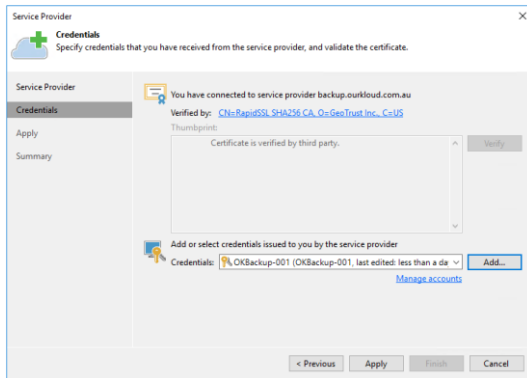 Service Provider
Credentials
Specify credentials that you have received from the service provider, and validate the certificate.
Service Provider
Credentials
Apply
Summary
You have connected to service provider backup.ourkloud.com.au
Verified by: CN=RapidSSL SHA256 CA, O=GeoTrust Inc., C=US
Thumbprint:
Certificate is verified by third party.
Verify
Add or select credentials issued to you by the service provider
Credentials: OKBackup-001 (OKBackup-001, last edited: less than a da
Add...
Manage accounts
< Previous
Apply
Finish
Cancel